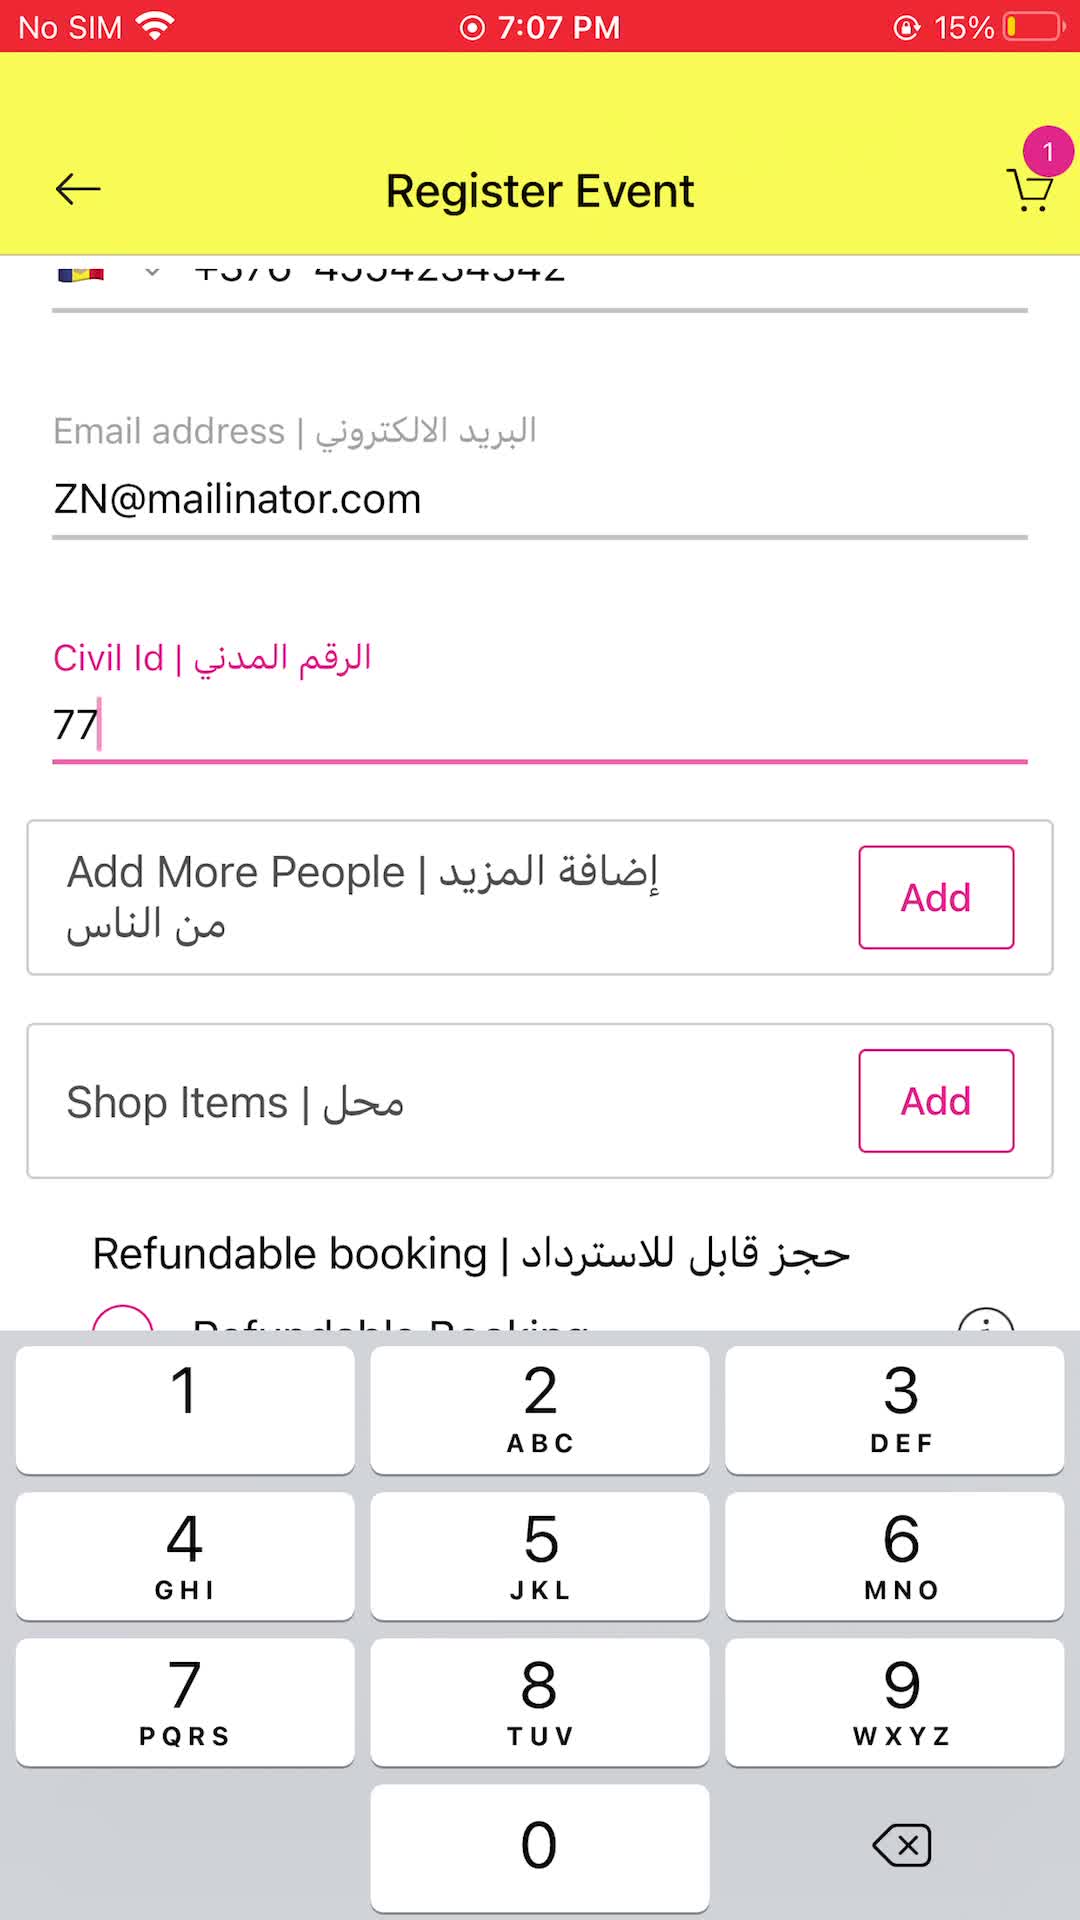 No SIM 7:07 PM 15%
1
Register Event
Email address | البريد الالكتروني
ZN@mailinator.com
Civil Id | الرقم المدني
77
Add More People | إضافة المزيد
من الناس
Add
Shop Items | محل
Add
Refundable booking | حجز قابل للاسترداد
Refundable Booking
1
2
ABC
3
DEF
4
GHI
5
JKL
6
MNO
7
PQRS
8
TUV
9
WXYZ
0